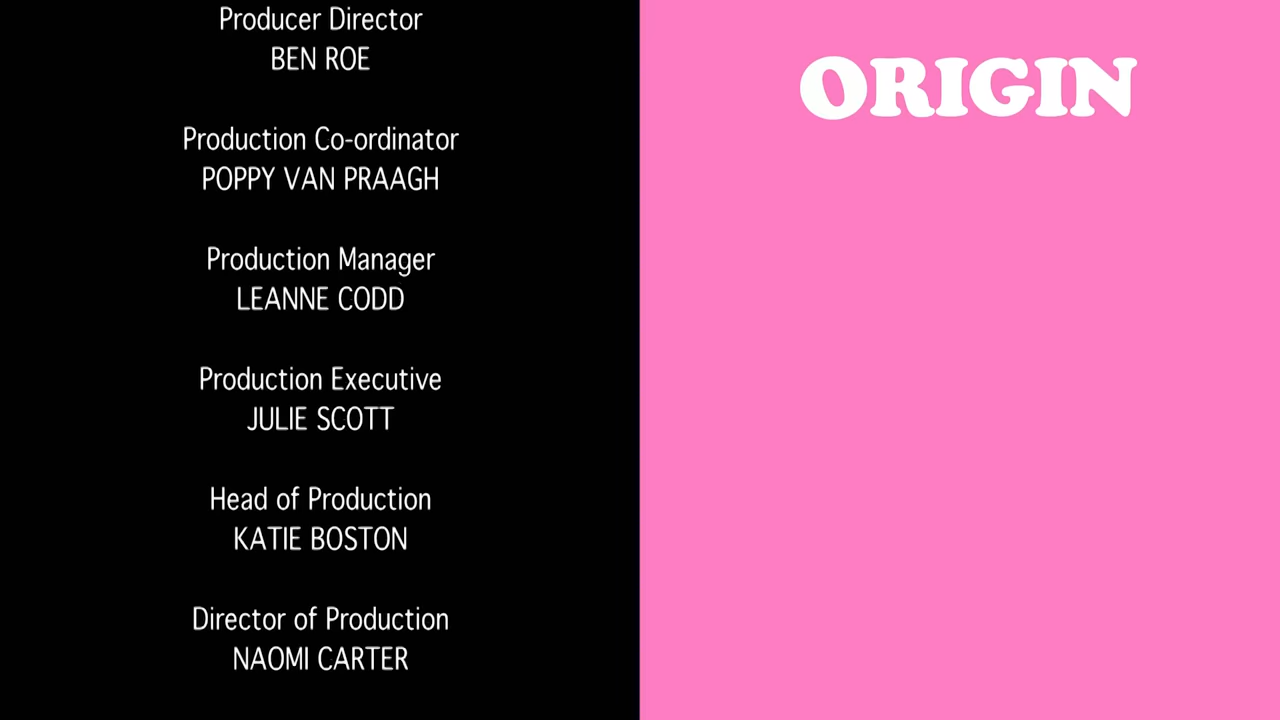 Producer Director
BEN ROE
Production Co-ordinator
POPPY VAN PRAAGH
Production Manager
LEANNE CODD
Production Executive
JULIE SCOTT
Head of Production
KATIE BOSTON
Director of Production
NAOMI CARTER
ORIGIN